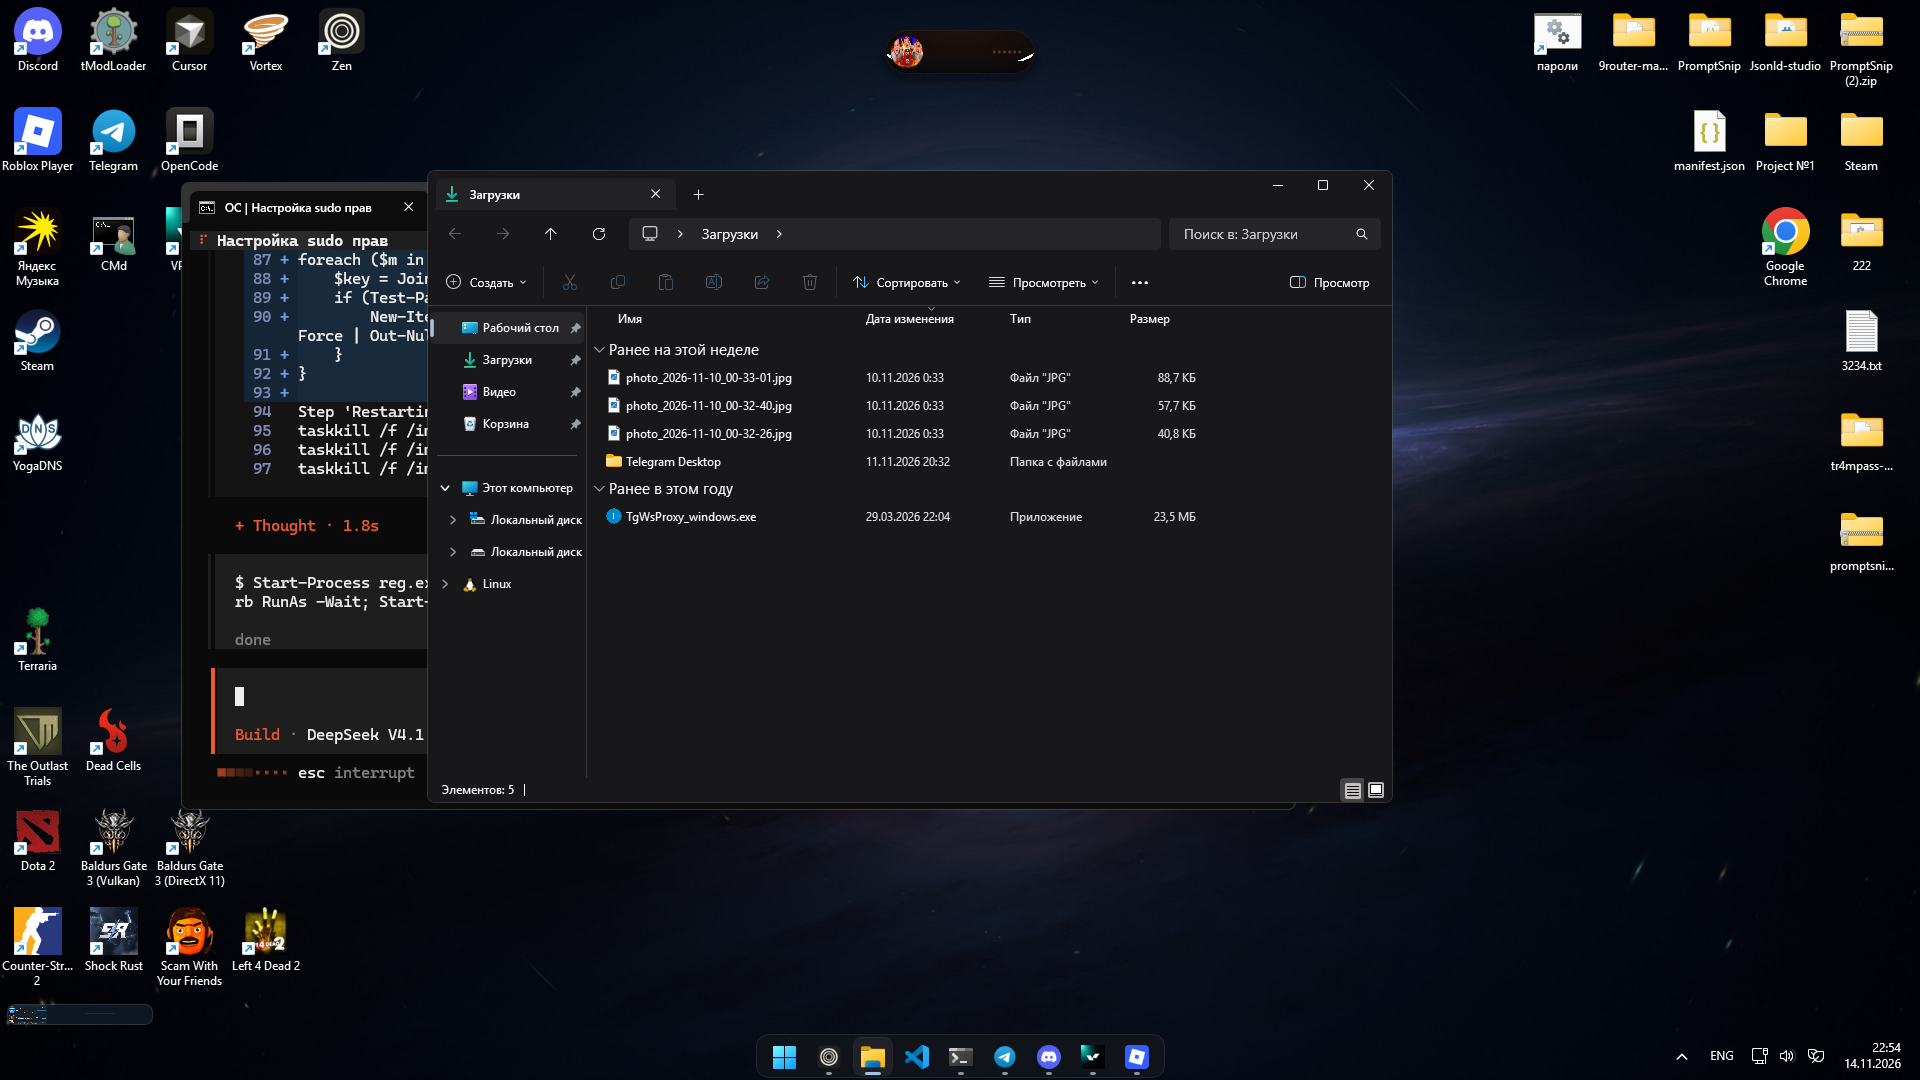 Discord
tModLoader
Cursor
Vortex
Zen
пароли
9router-ma...
PromptSnip
Jsonld-studio
PromptSnip
(2).zip
Roblox Player
Telegram
OpenCode
manifest.json
Project №1
Steam
Яндекс
Музыка
CMd
Google
Chrome
222
Steam
3234.txt
YogaDNS
tr4mpass-...
promptsni...
Terraria
The Outlast
Trials
Dead Cells
Dota 2
Baldurs Gate
3 (Vulkan)
Baldurs Gate
3 (DirectX 11)
Counter-Str...
2
Shock Rust
Scam With
Your Friends
Left 4 Dead 2
OC | Настройка sudo прав
Настройка sudo прав
87 + foreach ($m in
88 + $key = Joi
89 + if (Test-Pa
90 + New-Ite
Force | Out-Nul
91 + }
92 + }
93 +
94 Step 'Restartin
95 taskkill /f /i
96 taskkill /f /i
97 taskkill /f /i
+ Thought · 1.8s
$ Start-Process reg.ex
rb RunAs -Wait; Start-
done
Build · DeepSeek V4.1
esc interrupt
Загрузки
Загрузки
Поиск в: Загрузки
Создать
Сортировать
Просмотреть
Просмотр
Рабочий стол
Загрузки
Видео
Корзина
Этот компьютер
Локальный диск
Локальный диск
Linux
Имя Дата изменения Тип Размер
Ранее на этой неделе
photo_2026-11-10_00-33-01.jpg 10.11.2026 0:33 Файл "JPG" 88,7 КБ
photo_2026-11-10_00-32-40.jpg 10.11.2026 0:33 Файл "JPG" 57,7 КБ
photo_2026-11-10_00-32-26.jpg 10.11.2026 0:33 Файл "JPG" 40,8 КБ
Telegram Desktop 11.11.2026 20:32 Папка с файлами
Ранее в этом году
TgWsProxy_windows.exe 29.03.2026 22:04 Приложение 23,5 МБ
Элементов: 5
ENG
22:54
14.11.2026